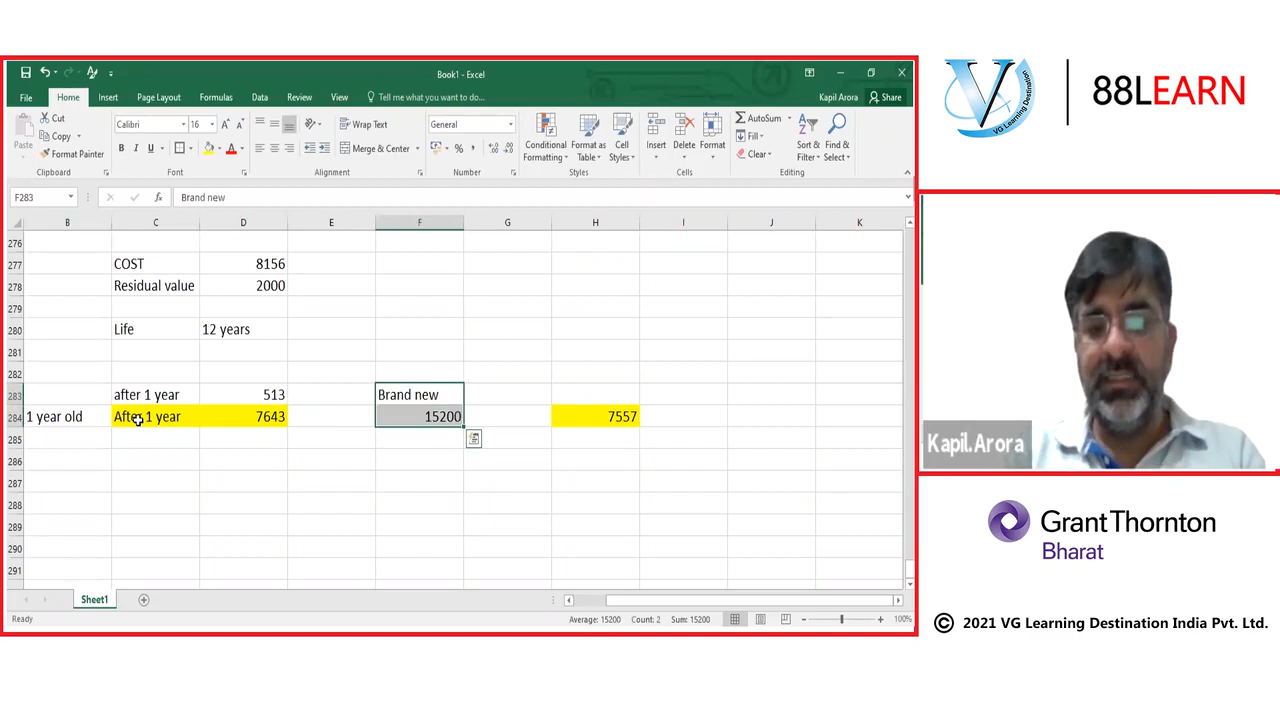 Book1 - Excel
File Home Insert Page Layout Formulas Data Review View Tell me what you want to do... Kapil Arora Share
Paste Cut Copy Format Painter Clipboard
Calibri 16 A A B I U A Font
Wrap Text Merge & Center Alignment
General % Number
Conditional Formatting Format as Table Cell Styles Styles
Insert Delete Format Cells
AutoSum Fill Clear Sort & Filter Find & Select Editing
F283 fx Brand new
B C D E F G H I J K
276
277 COST 8156
278 Residual value 2000
279
280 Life 12 years
281
282
283 after 1 year 513 Brand new
284 1 year old After 1 year 7643 15200 7557
285
286
287
288
289
290
291
Sheet1
Ready Average: 15200 Count: 2 Sum: 15200 100%
V
VG Learning Destination
88LEARN
Kapil.Arora
Grant Thornton
Bharat
© 2021 VG Learning Destination India Pvt. Ltd.